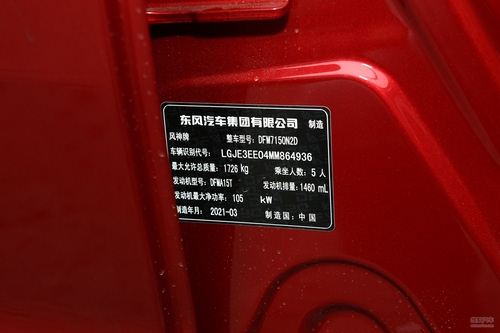 东风汽车集团有限公司 制造
风神牌 整车型号: DFM7150N2D
车辆识别代号: LGJE3EE04MM864936
最大允许总质量: 1726 kg 乘坐人数: 5 人
发动机型号: DFMA15T 发动机排量: 1460 mL
发动机最大净功率: 105 kW
制造年月: 2021-03 制造国: 中国